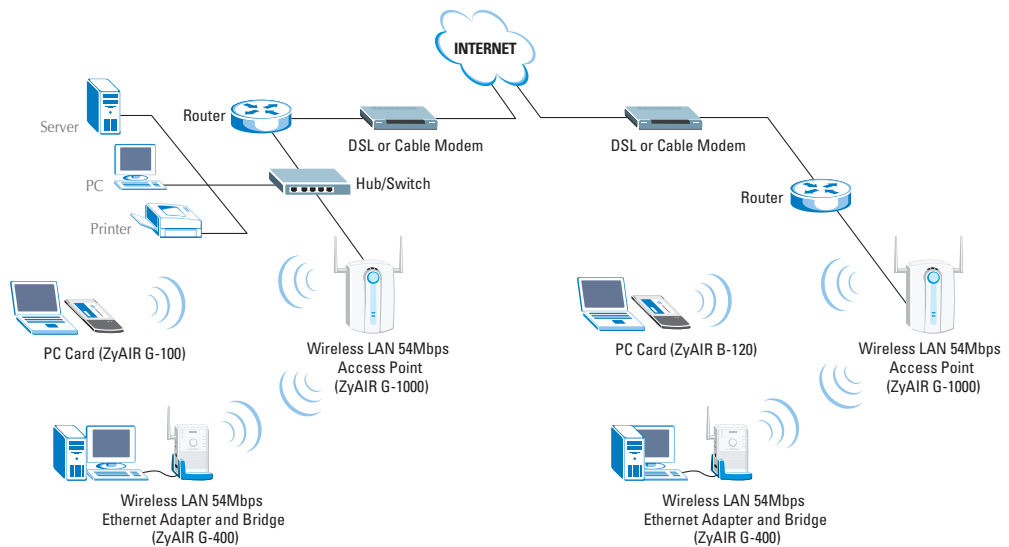 INTERNET
Server
Router
DSL or Cable Modem
DSL or Cable Modem
PC
Hub/Switch
Router
Printer
PC Card (ZyAIR G-100)
Wireless LAN 54Mbps
Access Point
(ZyAIR G-1000)
PC Card (ZyAIR B-120)
Wireless LAN 54Mbps
Access Point
(ZyAIR G-1000)
Wireless LAN 54Mbps
Ethernet Adapter and Bridge
(ZyAIR G-400)
Wireless LAN 54Mbps
Ethernet Adapter and Bridge
(ZyAIR G-400)